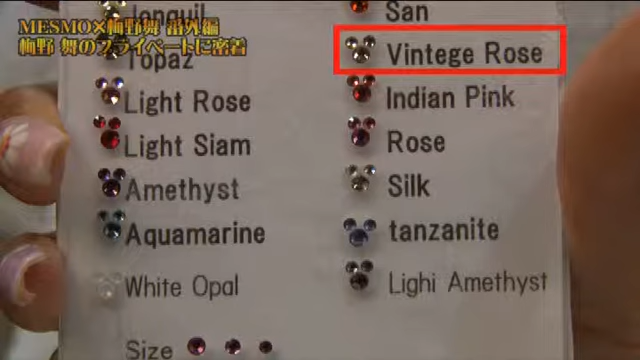 MESMO×梅野舞 番外編
梅野 舞のプライベートに密着
Jonquil
Topaz
Light Rose
Light Siam
Amethyst
Aquamarine
White Opal
Size
San
Vintege Rose
Indian Pink
Rose
Silk
tanzanite
Lighi Amethyst